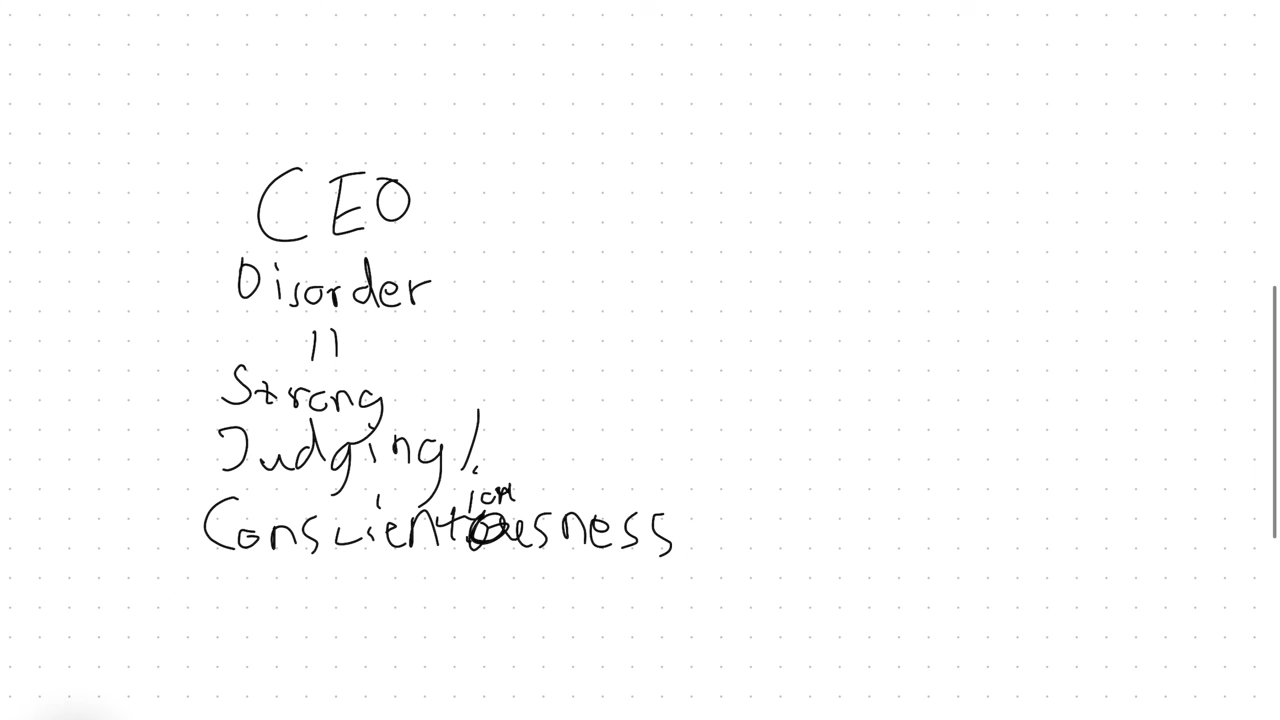 CEO
Disorder
=
Strong
Judging!
Conscientiousness